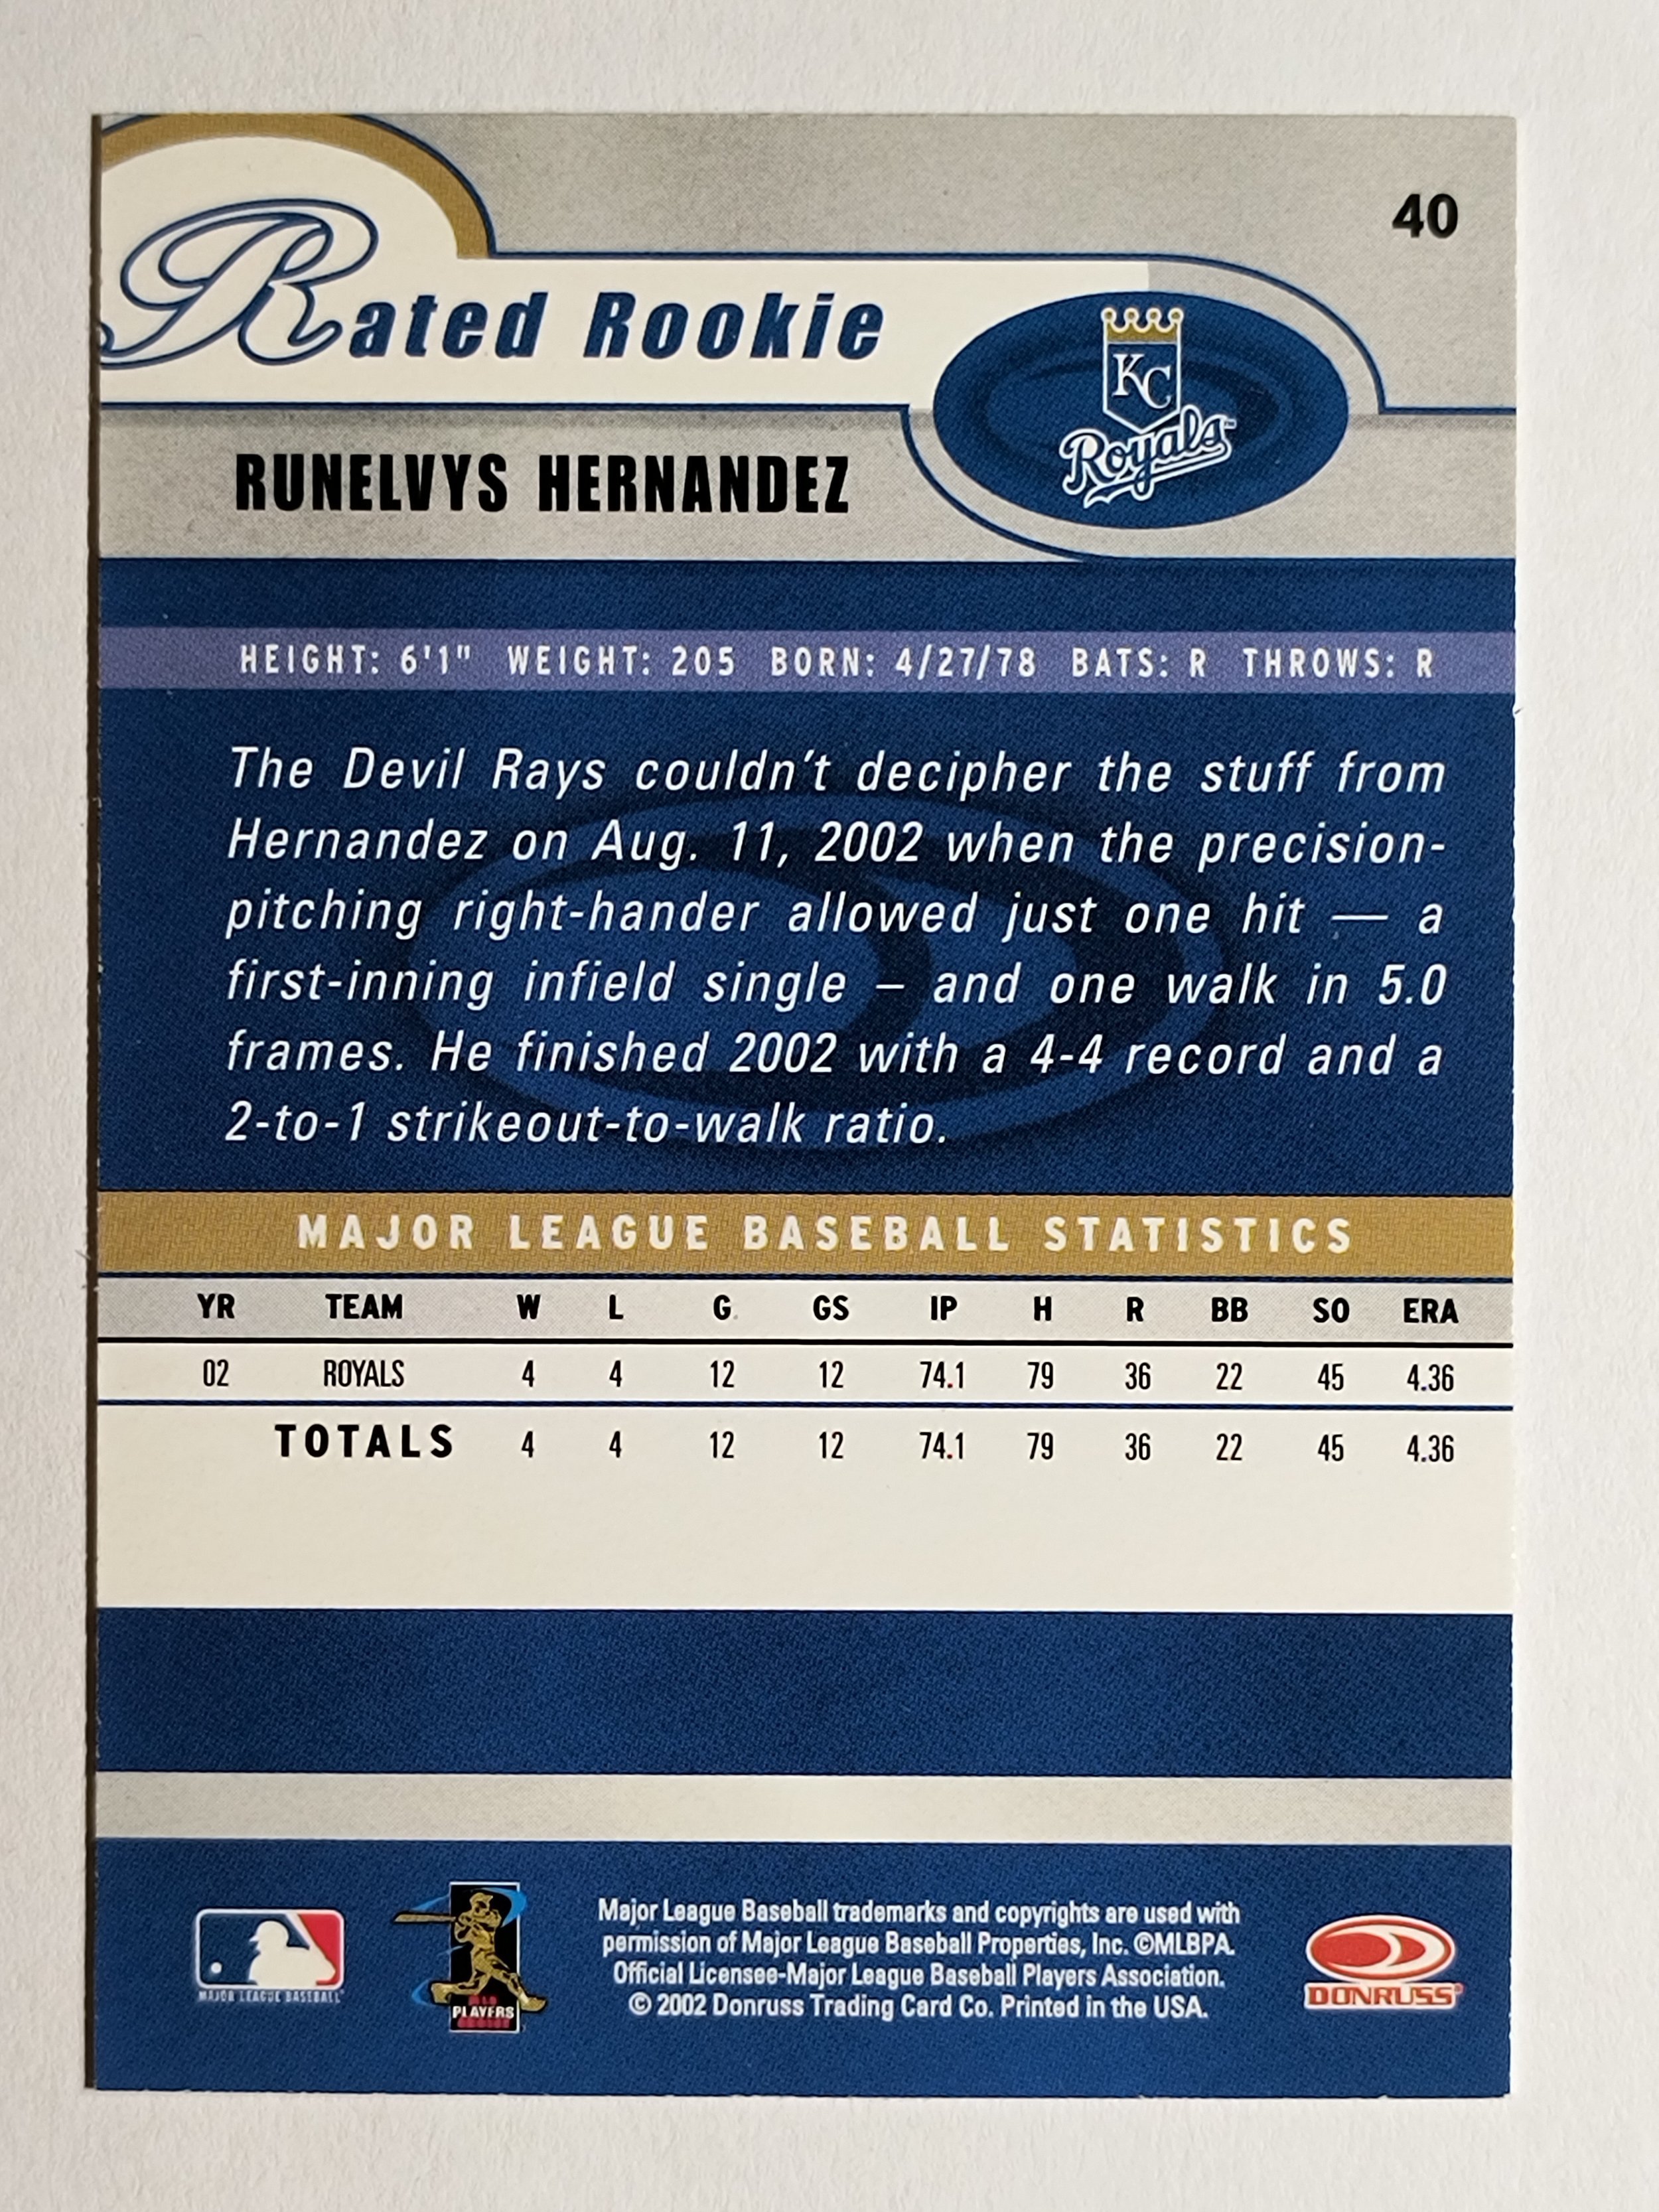 40
Rated Rookie
KC
Royals™
RUNELVYS HERNANDEZ
HEIGHT: 6'1" WEIGHT: 205 BORN: 4/27/78 BATS: R THROWS: R
The Devil Rays couldn't decipher the stuff from
Hernandez on Aug. 11, 2002 when the precision-
pitching right-hander allowed just one hit — a
first-inning infield single – and one walk in 5.0
frames. He finished 2002 with a 4-4 record and a
2-to-1 strikeout-to-walk ratio.
MAJOR LEAGUE BASEBALL STATISTICS
YR TEAM W L G GS IP H R BB SO ERA
02 ROYALS 4 4 12 12 74.1 79 36 22 45 4.36
TOTALS 4 4 12 12 74.1 79 36 22 45 4.36
MAJOR LEAGUE BASEBALL
PLAYERS
Major League Baseball trademarks and copyrights are used with
permission of Major League Baseball Properties, Inc. ©MLBPA.
Official Licensee-Major League Baseball Players Association.
© 2002 Donruss Trading Card Co. Printed in the USA.
DONRUSS